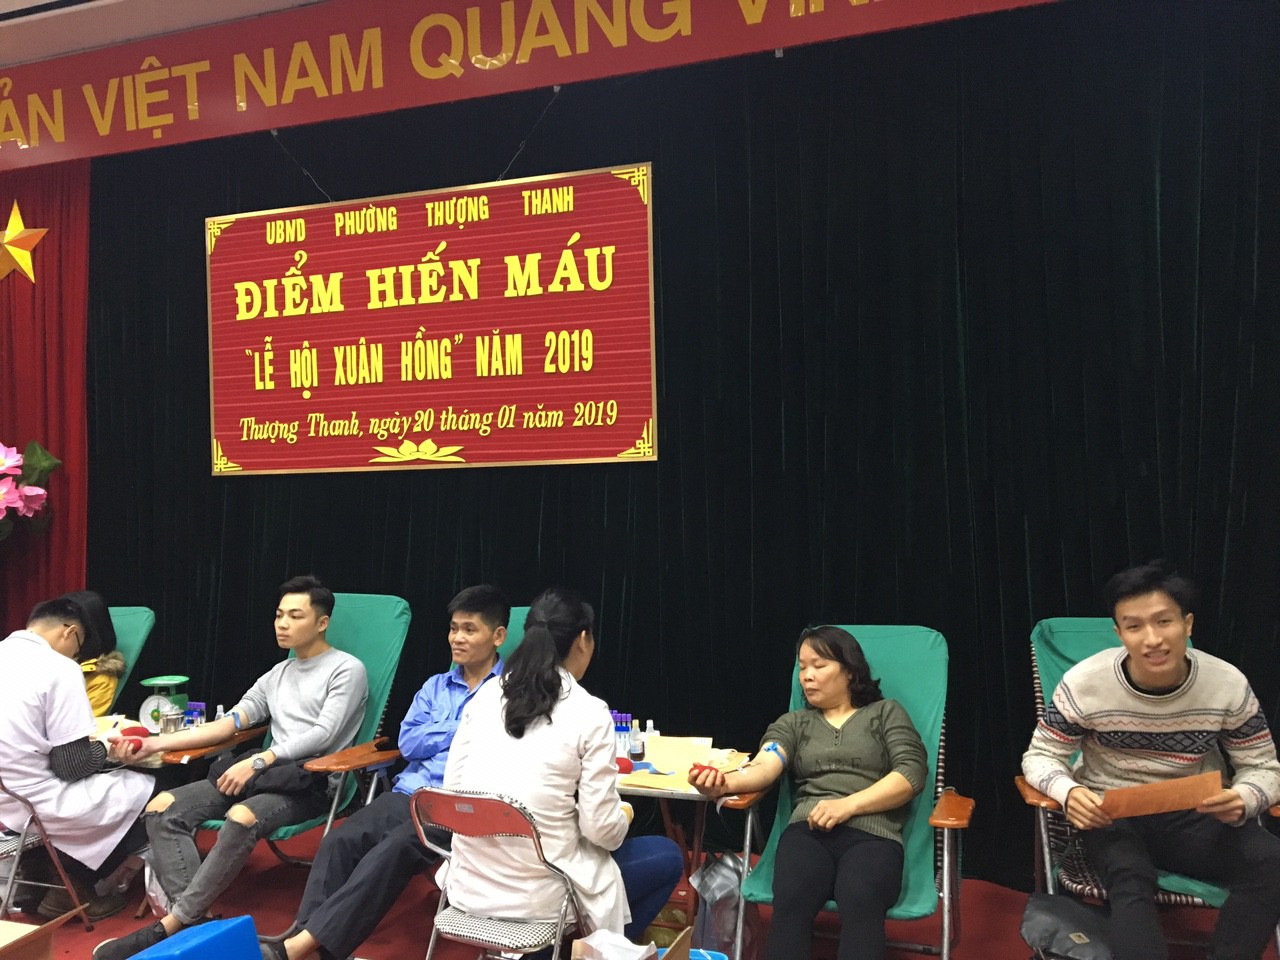 ẢN VIỆT NAM QUANG VIN
UBND PHƯỜNG THƯỢNG THANH
ĐIỂM HIẾN MÁU
"LỄ HỘI XUÂN HỒNG" NĂM 2019
Thượng Thanh, ngày 20 tháng 01 năm 2019